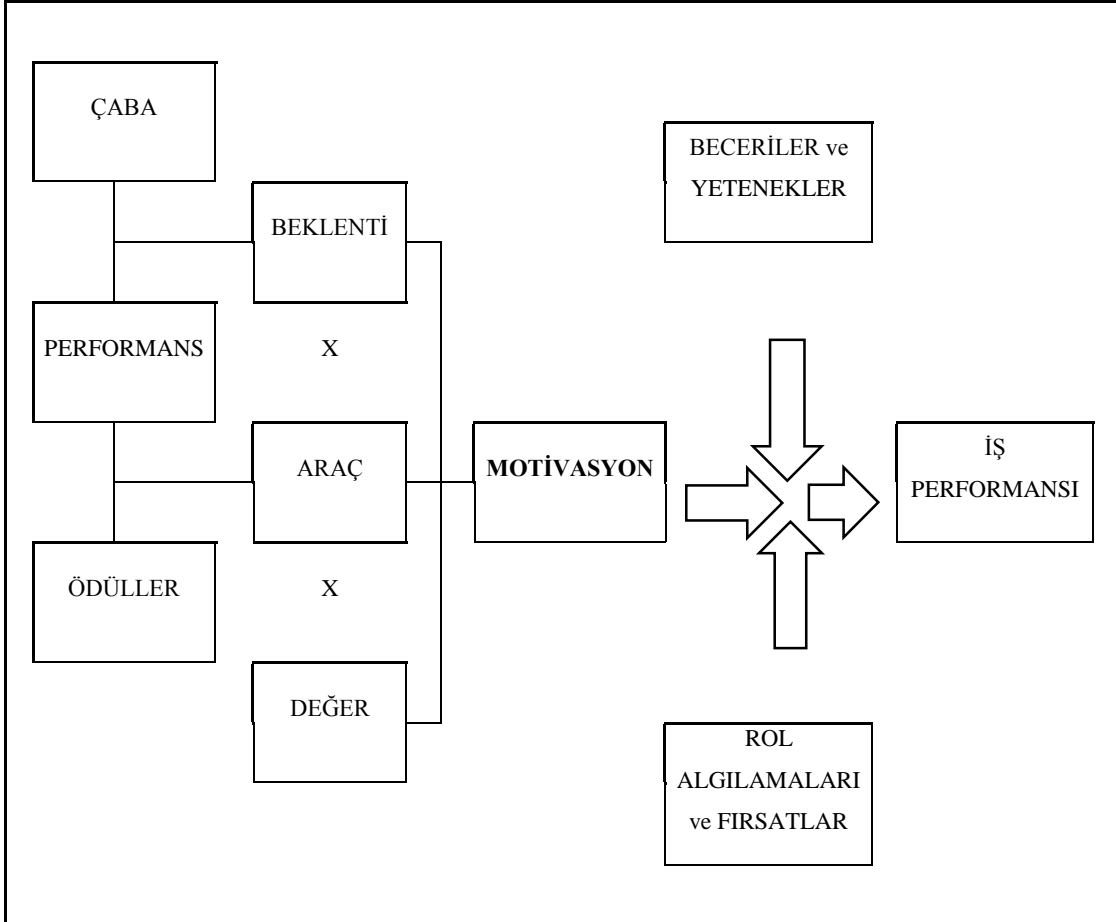 ÇABA
BECERİLER ve
YETENEKLER
BEKLENTİ
PERFORMANS
X
ARAÇ
MOTİVASYON
İŞ
PERFORMANSI
ÖDÜLLER
X
DEĞER
ROL
ALGILAMALARI
ve FIRSATLAR